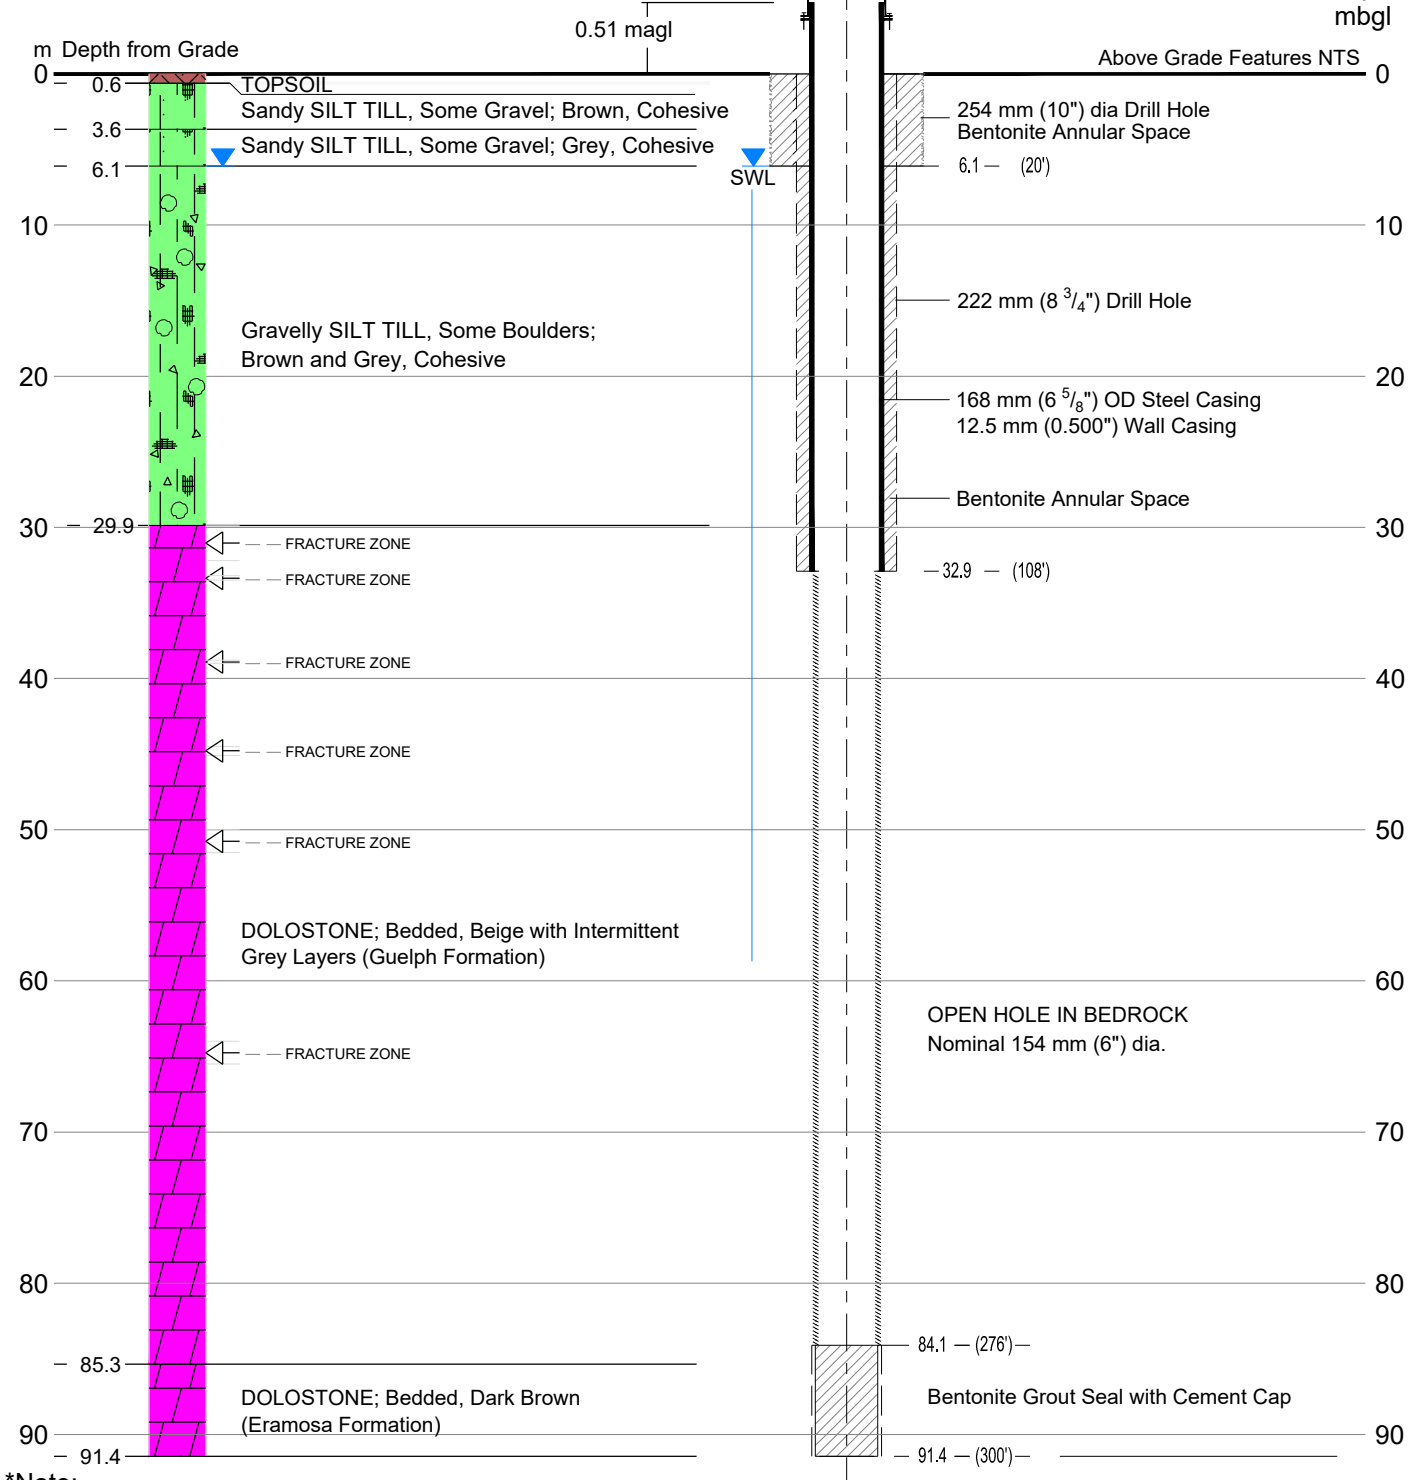 0.51 magl
mbgl
m Depth from Grade
Above Grade Features NTS
0
0
0.6
TOPSOIL
Sandy SILT TILL, Some Gravel; Brown, Cohesive
254 mm (10") dia Drill Hole
Bentonite Annular Space
3.6
Sandy SILT TILL, Some Gravel; Grey, Cohesive
6.1
SWL
6.1 — (20')
10
10
222 mm (8 3/4") Drill Hole
Gravelly SILT TILL, Some Boulders;
Brown and Grey, Cohesive
20
20
168 mm (6 5/8") OD Steel Casing
12.5 mm (0.500") Wall Casing
Bentonite Annular Space
30
29.9
30
FRACTURE ZONE
FRACTURE ZONE
32.9 — (108')
FRACTURE ZONE
40
40
FRACTURE ZONE
50
50
FRACTURE ZONE
DOLOSTONE; Bedded, Beige with Intermittent
Grey Layers (Guelph Formation)
60
60
OPEN HOLE IN BEDROCK
Nominal 154 mm (6") dia.
FRACTURE ZONE
70
70
80
80
84.1 — (276')
85.3
DOLOSTONE; Bedded, Dark Brown
(Eramosa Formation)
Bentonite Grout Seal with Cement Cap
90
90
91.4
91.4 — (300')
*Note: